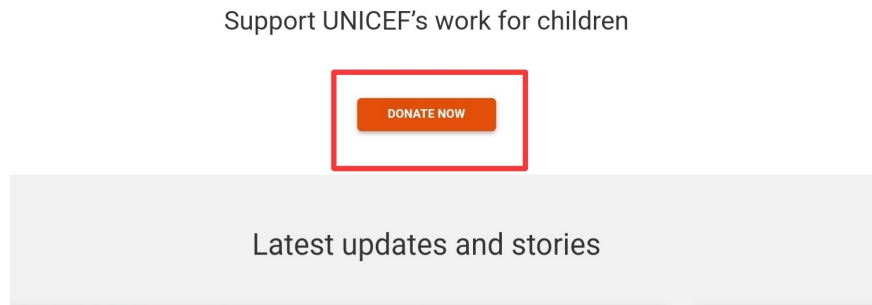 Support UNICEF’s work for children
DONATE NOW
Latest updates and stories